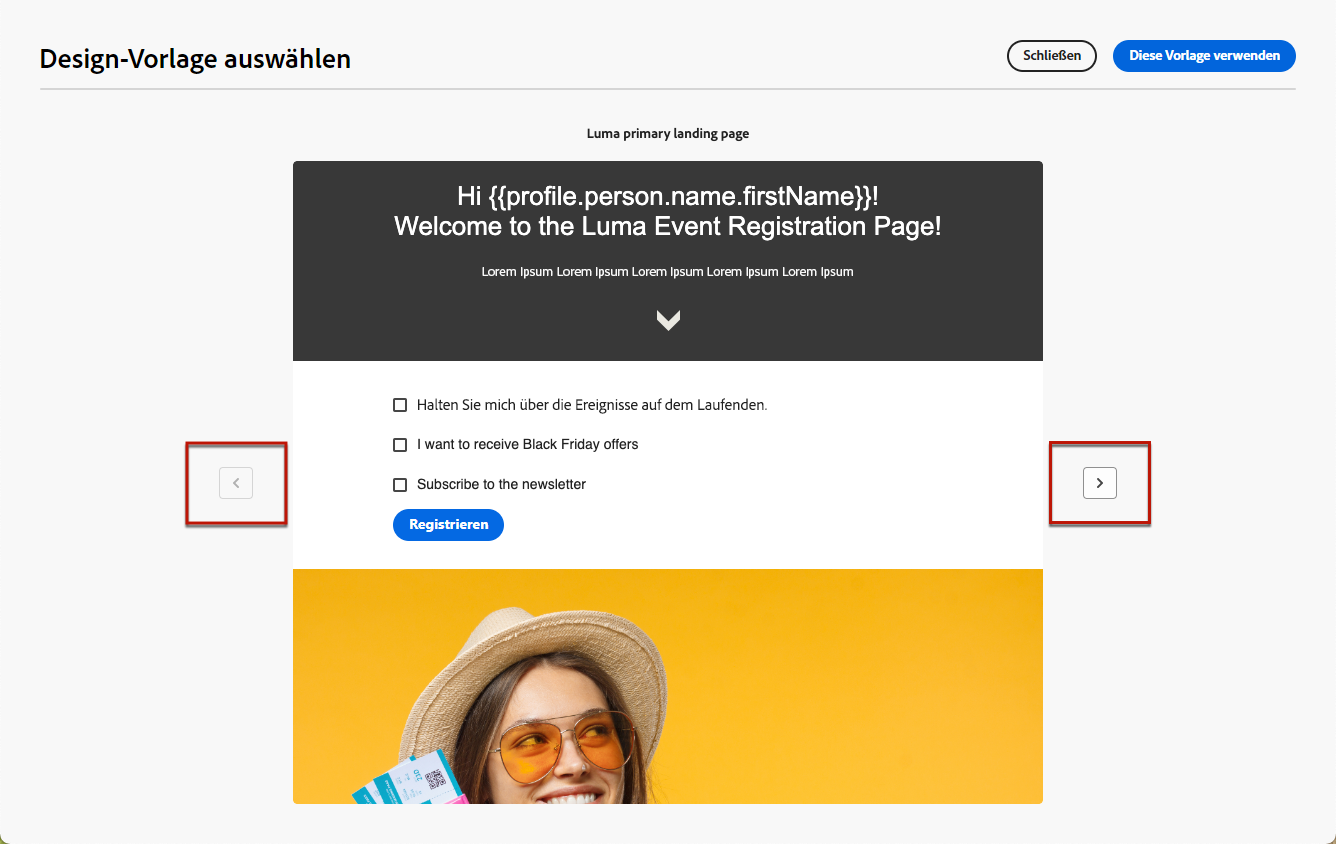 Design-Vorlage auswählen
Schließen
Diese Vorlage verwenden
Luma primary landing page
Hi {{profile.person.name.firstName}}!
Welcome to the Luma Event Registration Page!
Lorem Ipsum Lorem Ipsum Lorem Ipsum Lorem Ipsum Lorem Ipsum
Halten Sie mich über die Ereignisse auf dem Laufenden.
I want to receive Black Friday offers
Subscribe to the newsletter
Registrieren